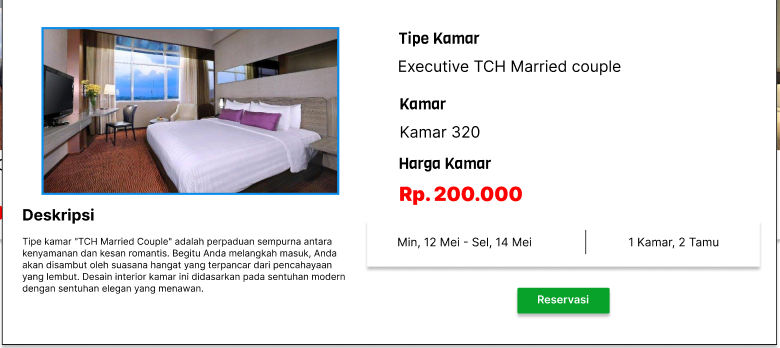 Tipe Kamar
Executive TCH Married couple
Kamar
Kamar 320
Harga Kamar
Rp. 200.000
Deskripsi
Tipe kamar "TCH Married Couple" adalah perpaduan sempurna antara
kenyamanan dan kesan romantis. Begitu Anda melangkah masuk, Anda
akan disambut oleh suasana hangat yang terpancar dari pencahayaan
yang lembut. Desain interior kamar ini didasarkan pada sentuhan modern
dengan sentuhan elegan yang menawan.
Min, 12 Mei - Sel, 14 Mei
1 Kamar, 2 Tamu
Reservasi